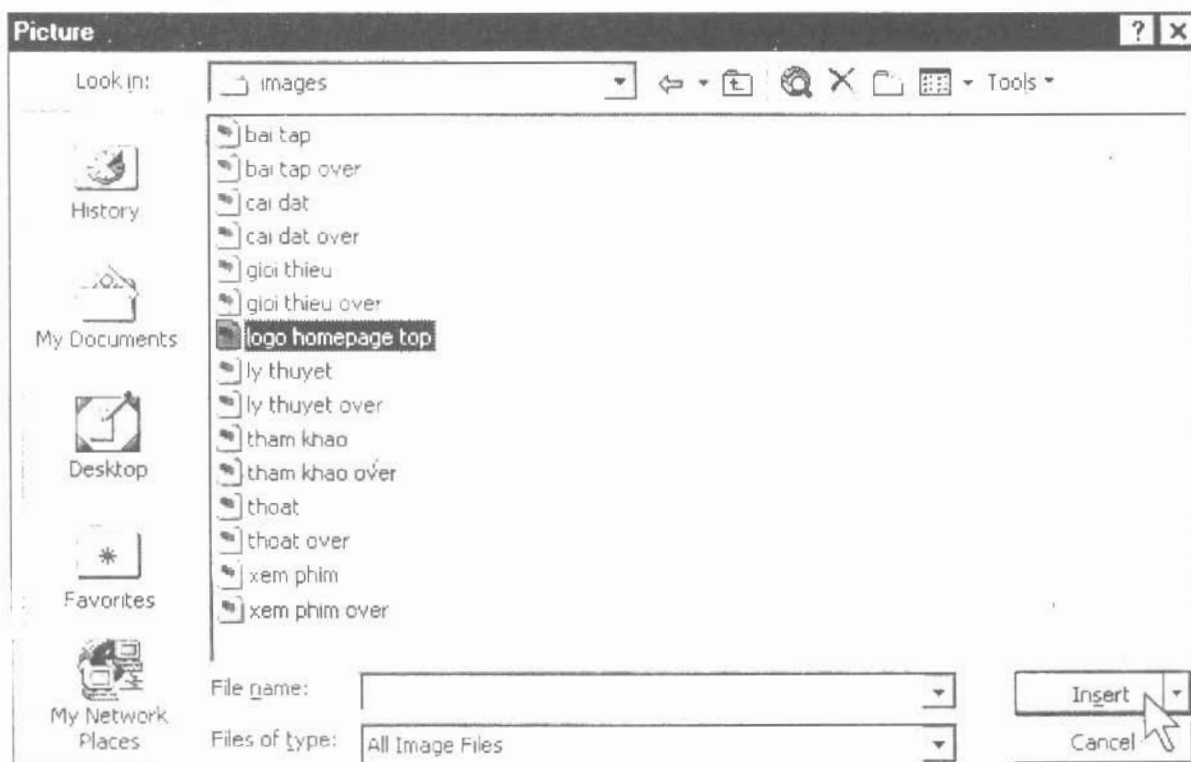 Picture
Look in:
images
Tools
bai tap
bai tap over
cai dat
cai dat over
gioi thieu
gioi thieu over
logo homepage top
ly thuyet
ly thuyet over
tham khao
tham khao over
thoat
thoat over
xem phim
xem phim over
History
My Documents
Desktop
Favorites
My Network
Places
File name:
Insert
Files of type:
All Image Files
Cancel